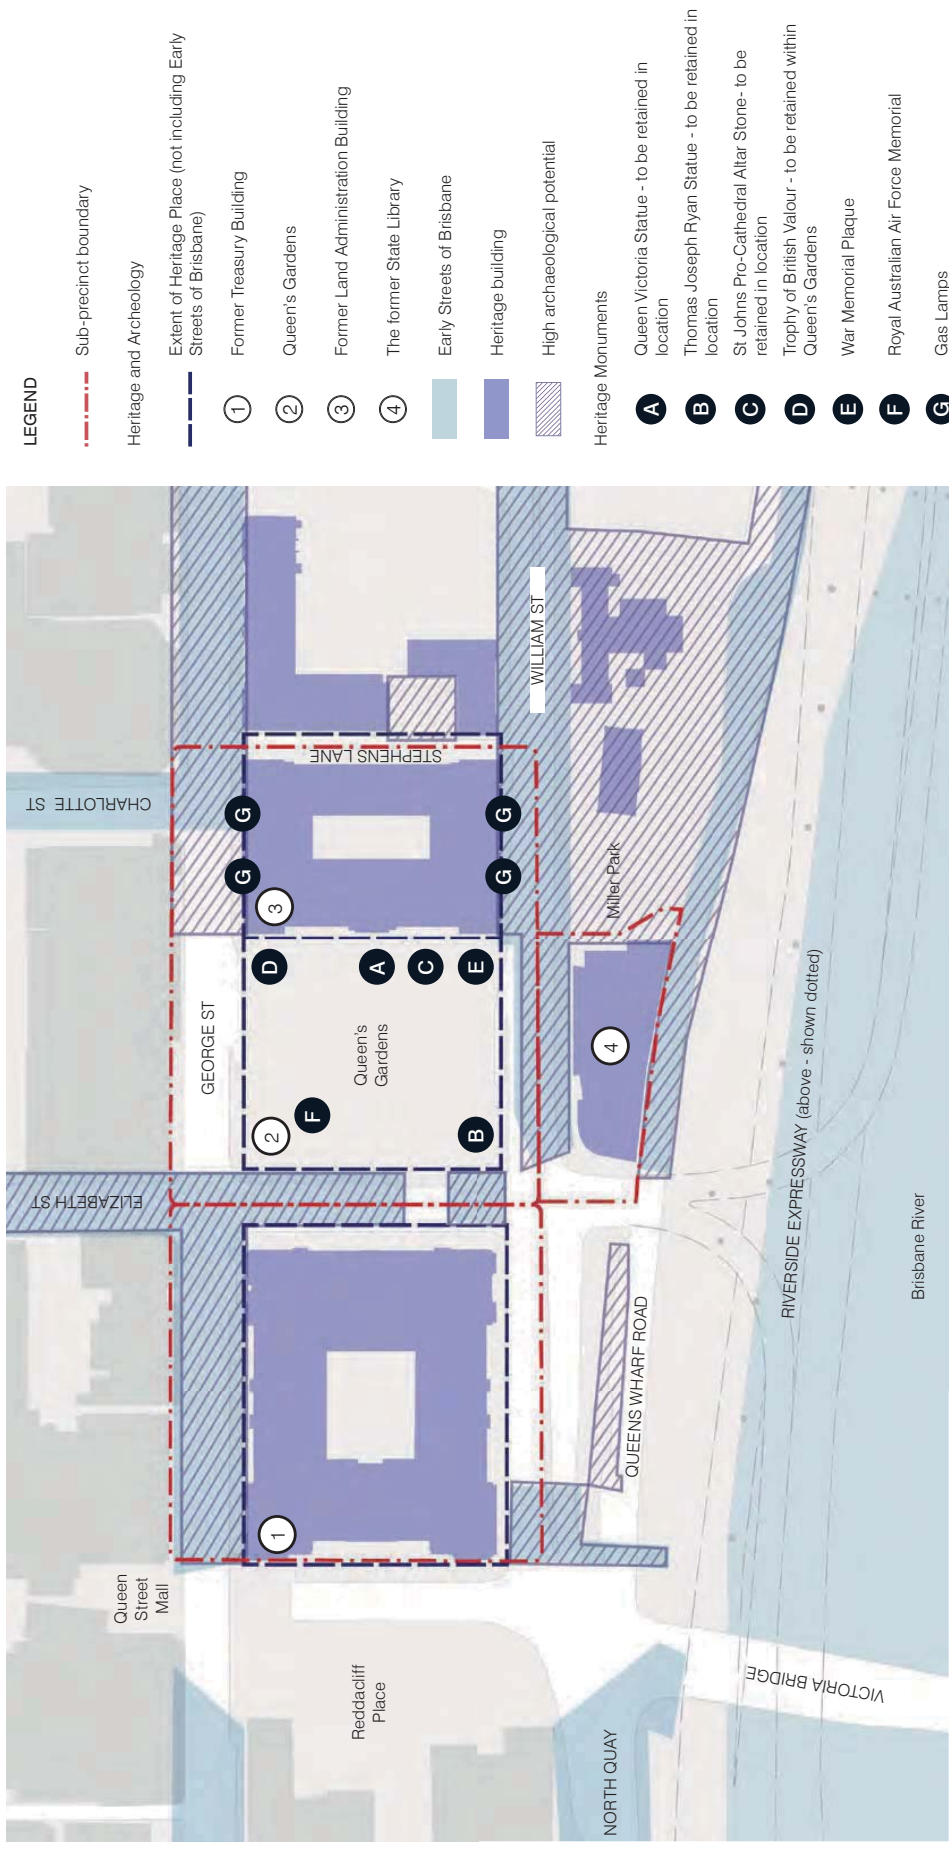 LEGEND
Sub-precinct boundary
Heritage and Archeology
Extent of Heritage Place (not including Early
Streets of Brisbane)
1 Former Treasury Building
2 Queen's Gardens
3 Former Land Administration Building
4 The former State Library
Early Streets of Brisbane
Heritage building
High archaeological potential
Heritage Monuments
A Queen Victoria Statue - to be retained in
location
B Thomas Joseph Ryan Statue - to be retained in
location
C St Johns Pro-Cathedral Altar Stone- to be
retained in location
D Trophy of British Valour - to be retained within
Queen's Gardens
E War Memorial Plaque
F Royal Australian Air Force Memorial
G Gas Lamps
Queen
Street
Mall
ELIZABETH ST
CHARLOTTE ST
GEORGE ST
1
2
3
G
G
D
F
Queen's
Gardens
A
C
E
B
STEPHENS LANE
G
G
Reddacliff
Place
WILLIAM ST
4
Miller Park
NORTH QUAY
QUEENS WHARF ROAD
VICTORIA BRIDGE
RIVERSIDE EXPRESSWAY (above - shown dotted)
Brisbane River